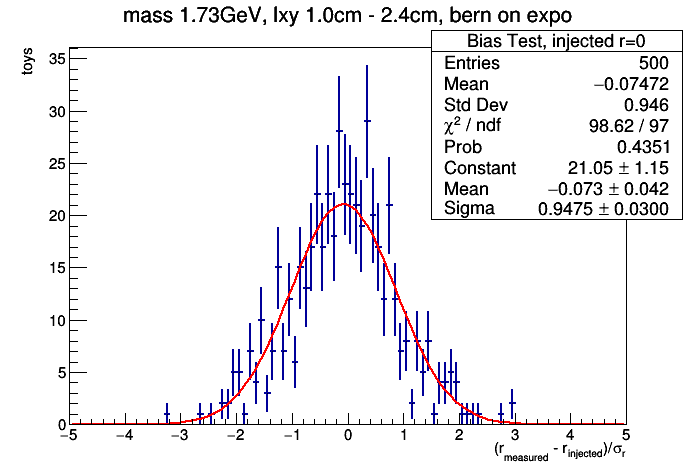 mass 1.73GeV, lxy 1.0cm - 2.4cm, bern on expo
Bias Test, injected r=0
Entries 500
Mean −0.07472
Std Dev 0.946
χ² / ndf 98.62 / 97
Prob 0.4351
Constant 21.05 ± 1.15
Mean −0.073 ± 0.042
Sigma 0.9475 ± 0.0300
toys
35
30
25
20
15
10
5
0
−5 −4 −3 −2 −1 0 1 2 3 4 5
(r_measured - r_injected)/σ_r